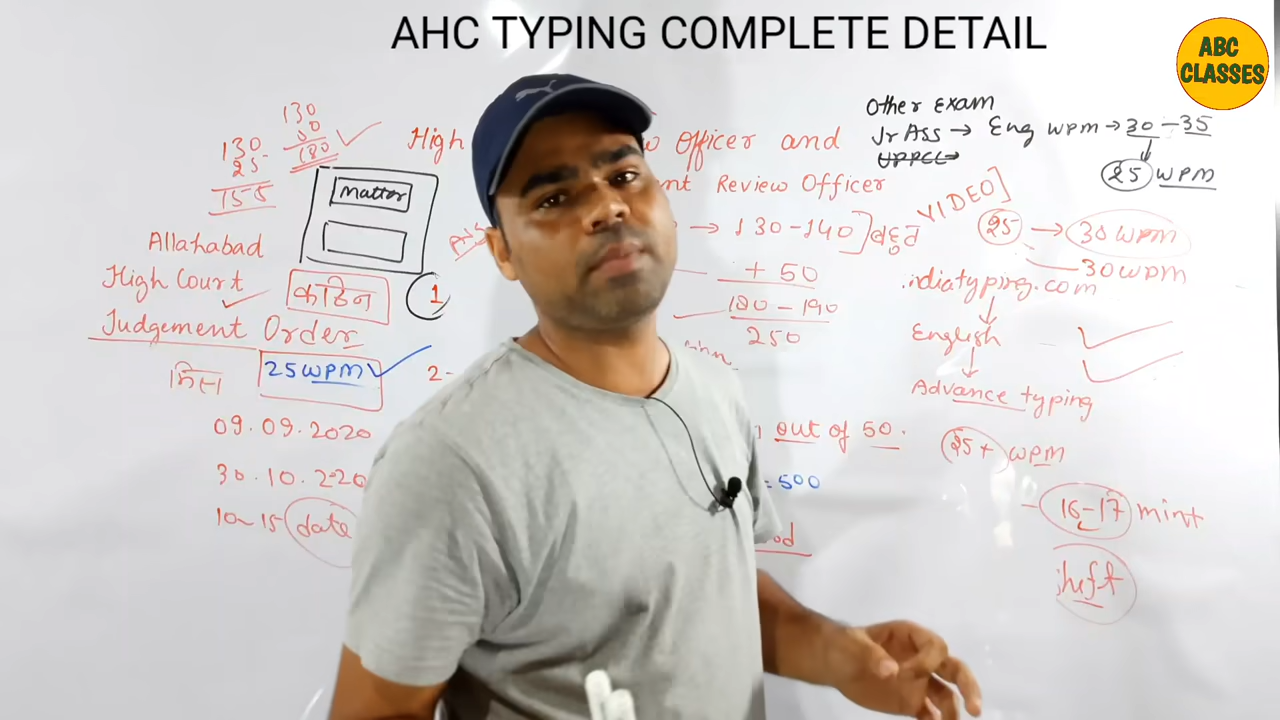 AHC TYPING COMPLETE DETAIL
ABC
CLASSES
130
50
180
130
25
155
Matter
Allahabad
High Court
Judgement Order
कठिन
1
25 WPM
09.09.2020
30.10.220
10-15 date
2-
High
Officer and
Review Officer
→ 130-140]
+ 50
180 - 190
250
out of 50.
= 500
Other Exam
Jr Ass → Eng WPM → 30-35
UPPCL →
25 WPM
VIDEO]
25 → 30 WPM
30 WPM
indiatyping.com
English
Advance typing
25+ WPM
- 16-17 mint